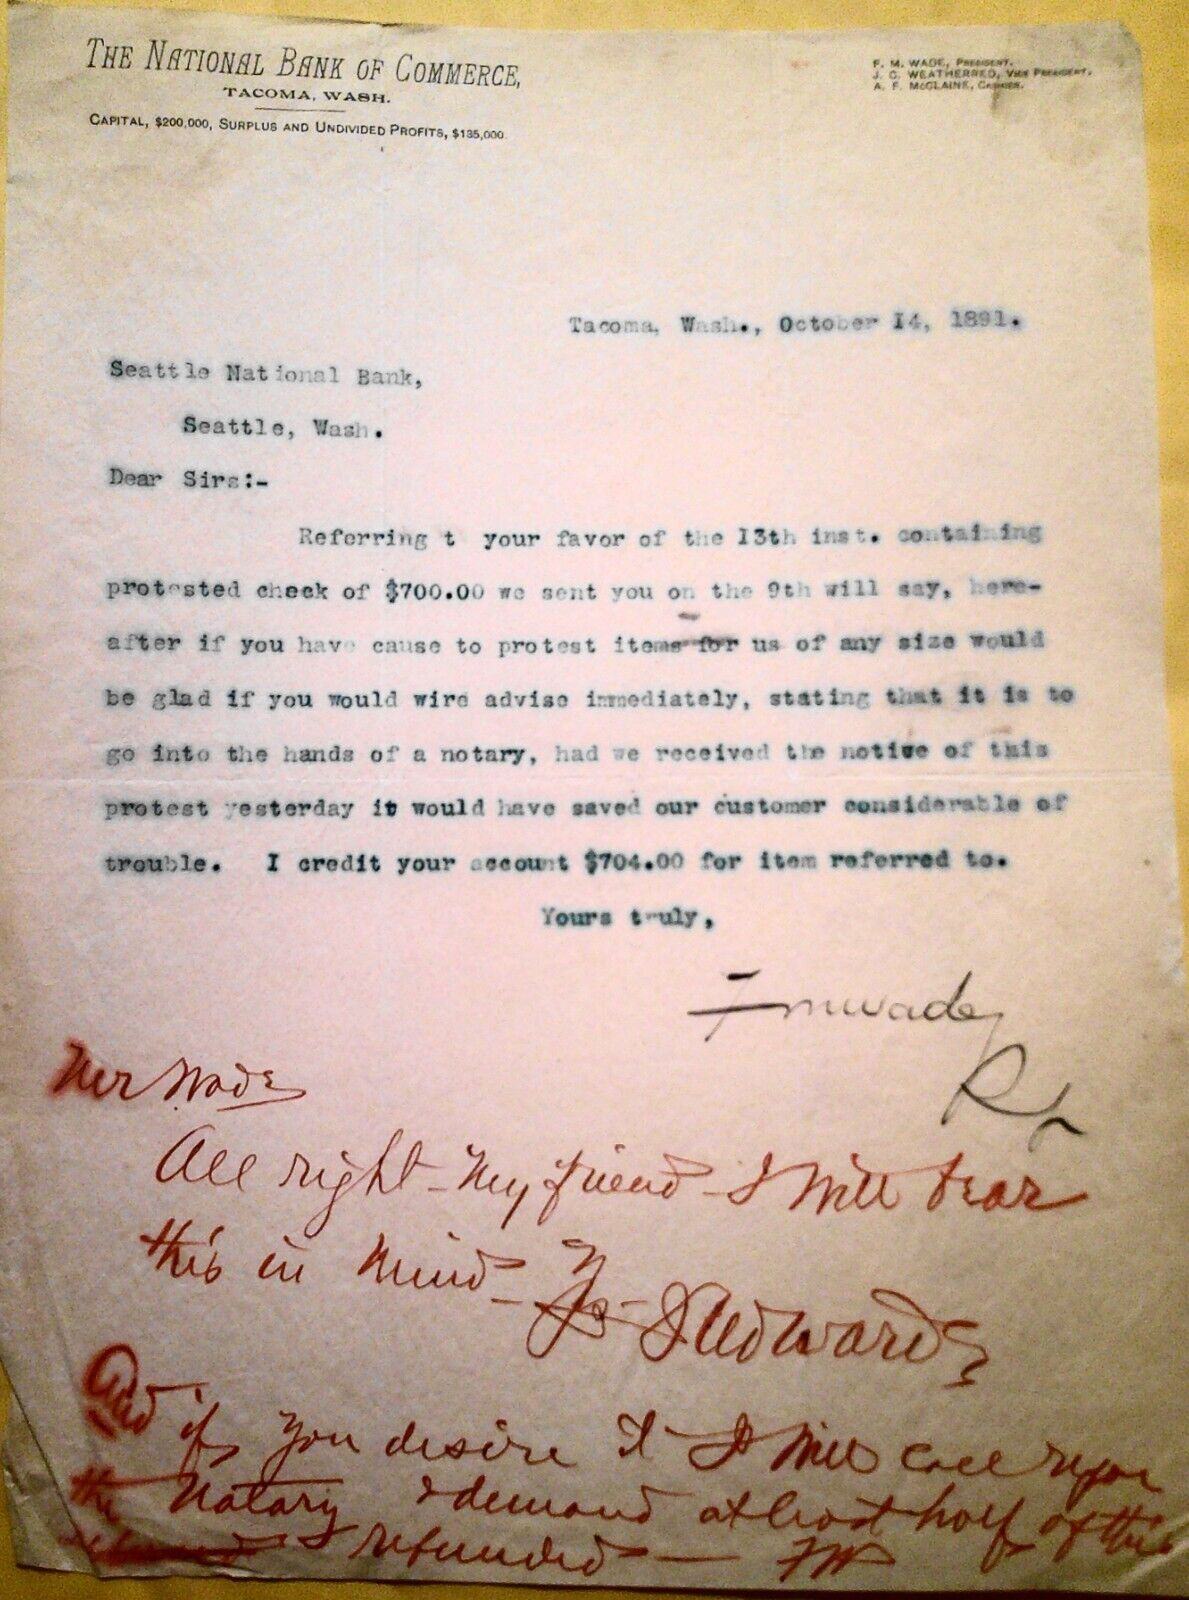 THE NATIONAL BANK OF COMMERCE,
TACOMA, WASH.
CAPITAL, $200,000, SURPLUS AND UNDIVIDED PROFITS, $135,000.
F. M. WADE, PRESIDENT.
J. C. WEATHERRED, VICE PRESIDENT.
A. F. McCLAINE, CASHIER.
Tacoma, Wash., October 14, 1891.
Seattle National Bank,
Seattle, Wash.
Dear Sirs:-
Referring t your favor of the 13th inst. containing
protested check of $700.00 we sent you on the 9th will say, here-
after if you have cause to protest items for us of any size would
be glad if you would wire advise immediately, stating that it is to
go into the hands of a notary, had we received the notice of this
protest yesterday it would have saved our customer considerable of
trouble. I credit your account $704.00 for item referred to.
Yours truly,
F M Wade
Mr Wade
All right - My friend - I Will bear
this in Mind - Edwards
And if you desire it I Will call upon
the Notary & demand at least half of this
refunded —